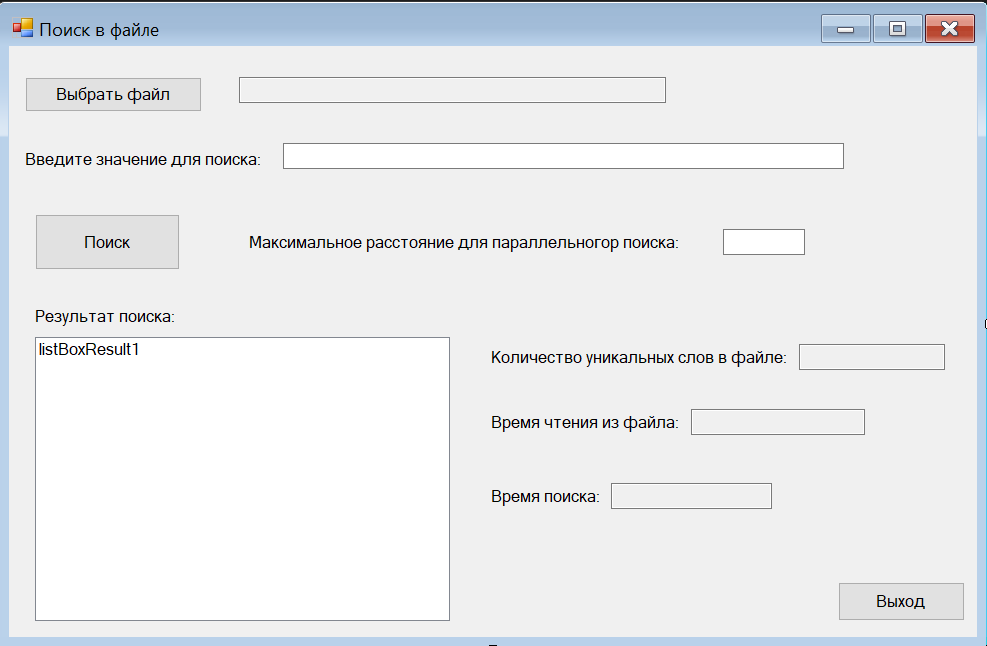 Поиск в файле
Выбрать файл
Введите значение для поиска:
Поиск
Максимальное расстояние для параллельногор поиска:
Результат поиска:
listBoxResult1
Количество уникальных слов в файле:
Время чтения из файла:
Время поиска:
Выход